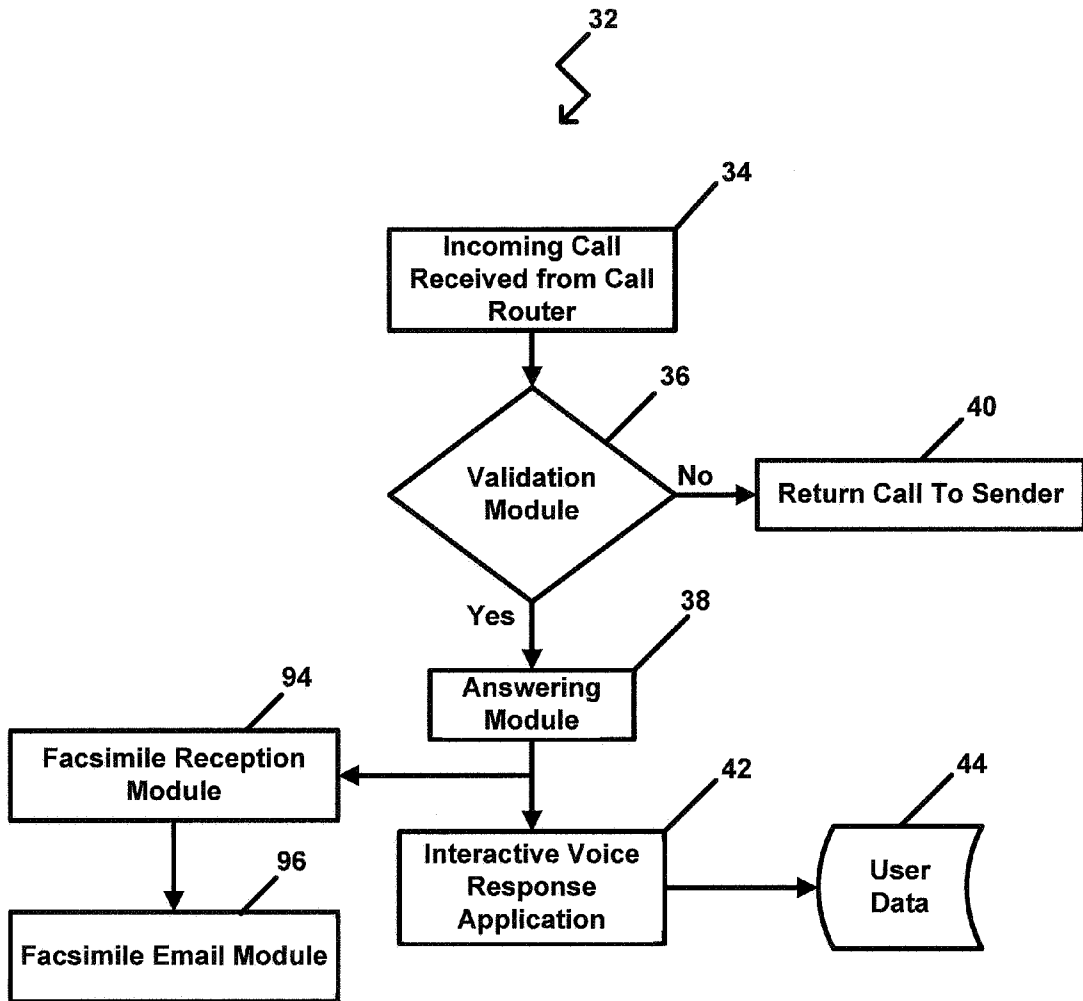 32
34
Incoming Call
Received from Call
Router
36
Validation
Module
No
40
Return Call To Sender
Yes
38
Answering
Module
94
Facsimile Reception
Module
42
Interactive Voice
Response
Application
44
User
Data
96
Facsimile Email Module